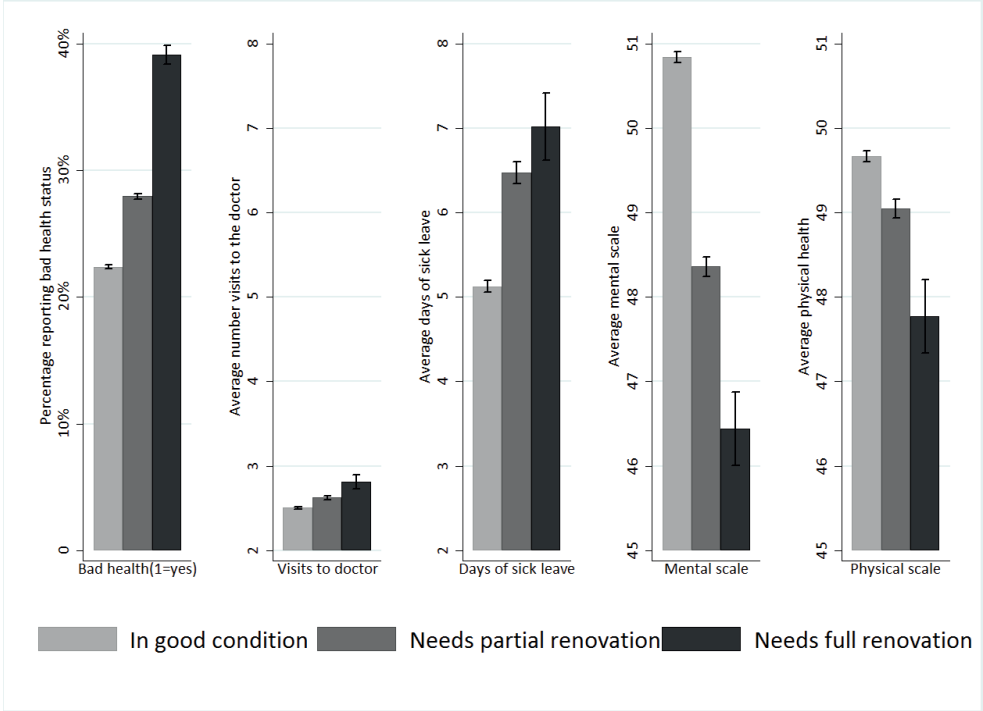 Percentage reporting bad health status
0
10%
20%
30%
40%
Bad health(1=yes)
Average number visits to the doctor
2
3
4
5
6
7
8
Visits to doctor
Average days of sick leave
2
3
4
5
6
7
8
Days of sick leave
Average mental scale
45
46
47
48
49
50
51
Mental scale
Average physical health
45
46
47
48
49
50
51
Physical scale
In good condition
Needs partial renovation
Needs full renovation